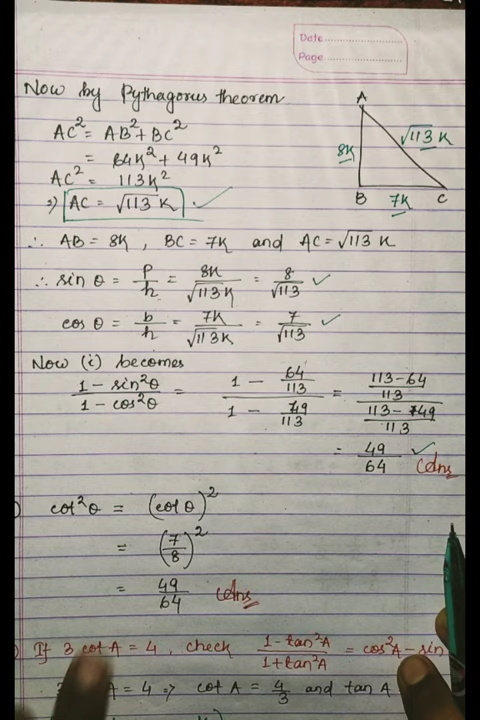 Date
Page
Now by Pythagorus theorem
AC² = AB² + BC²
= 64K² + 49K²
AC² = 113K²
⇒) AC = √113 K ✓
A
8K
√113 K
B 7K C
∴ AB = 8K , BC = 7K and AC = √113 K
∴ sin θ = p/h = 8K/√113 K = 8/√113 ✓
cos θ = b/h = 7K/√113 K = 7/√113 ✓
Now (i) becomes
1 - sin²θ / 1 - cos²θ = (1 - 64/113) / (1 - 49/113) = ((113-64)/113) / ((113-49)/113)
= 49/64 ✓ Ans
cot²θ = (cot θ)²
= (7/8)²
= 49/64 Ans
If 3 cot A = 4 , check (1-tan²A)/(1+tan²A) = cos²A - sin
A = 4 ⇒ cot A = 4/3 and tan A